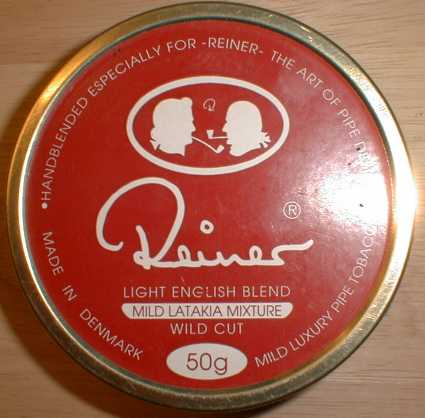 •HANDBLENDED ESPECIALLY FOR -REINER- THE ART OF PIPE
Reiner®
LIGHT ENGLISH BLEND
MILD LATAKIA MIXTURE
WILD CUT
50g
MADE IN DENMARK
MILD LUXURY PIPE TOBACCO